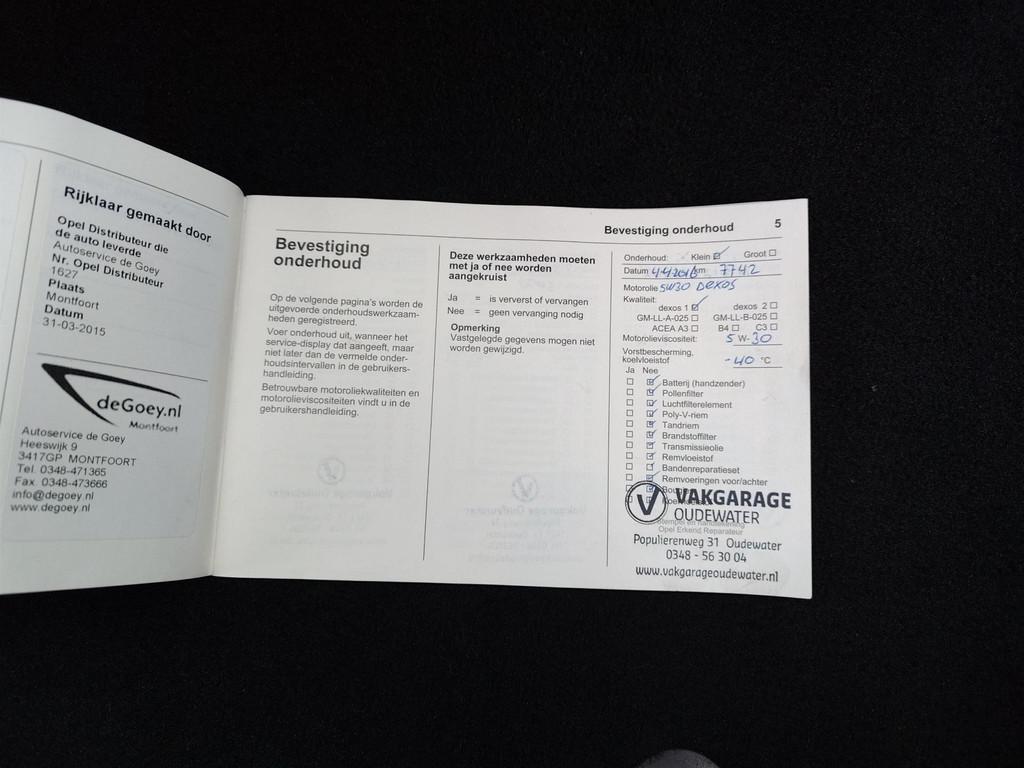 Rijklaar gemaakt door
Opel Distributeur die
de auto leverde
Autoservice de Goey
Nr. Opel Distributeur
1627
Plaats
Montfoort
Datum
31-03-2015
deGoey.nl
Montfoort
Autoservice de Goey
Heeswijk 9
3417GP MONTFOORT
Tel. 0348-471365
Fax. 0348-473666
info@degoey.nl
www.degoey.nl
Bevestiging onderhoud 5
Bevestiging
onderhoud
Op de volgende pagina's worden de
uitgevoerde onderhoudswerkzaam-
heden geregistreerd.
Voer onderhoud uit, wanneer het
service-display dat aangeeft, maar
niet later dan de vermelde onder-
houdsintervallen in de gebruikers-
handleiding.
Betrouwbare motoroliekwaliteiten en
motorolieviscositeiten vindt u in de
gebruikershandleiding.
Deze werkzaamheden moeten
met ja of nee worden
aangekruist
Ja = is ververst of vervangen
Nee = geen vervanging nodig
Opmerking
Vastgelegde gegevens mogen niet
worden gewijzigd.
Onderhoud: Klein Groot
Datum 4-4-2016 km 7742
Motorolie 5W30 Dexos
Kwaliteit:
dexos 1 dexos 2
GM-LL-A-025 GM-LL-B-025
ACEA A3 B4 C3
Motorolieviscositeit: 5 W-30
Vorstbescherming,
koelvloeistof -40 °C
Ja Nee
Batterij (handzender)
Pollenfilter
Luchtfilterelement
Poly-V-riem
Tandriem
Brandstoffilter
Transmissieolie
Remvloeistof
Bandenreparatieset
Remvoeringen voor/achter
VAKGARAGE
OUDEWATER
Stempel en handtekening
Opel Erkend Reparateur
Populierenweg 31 Oudewater
0348 - 56 30 04
www.vakgarageoudewater.nl